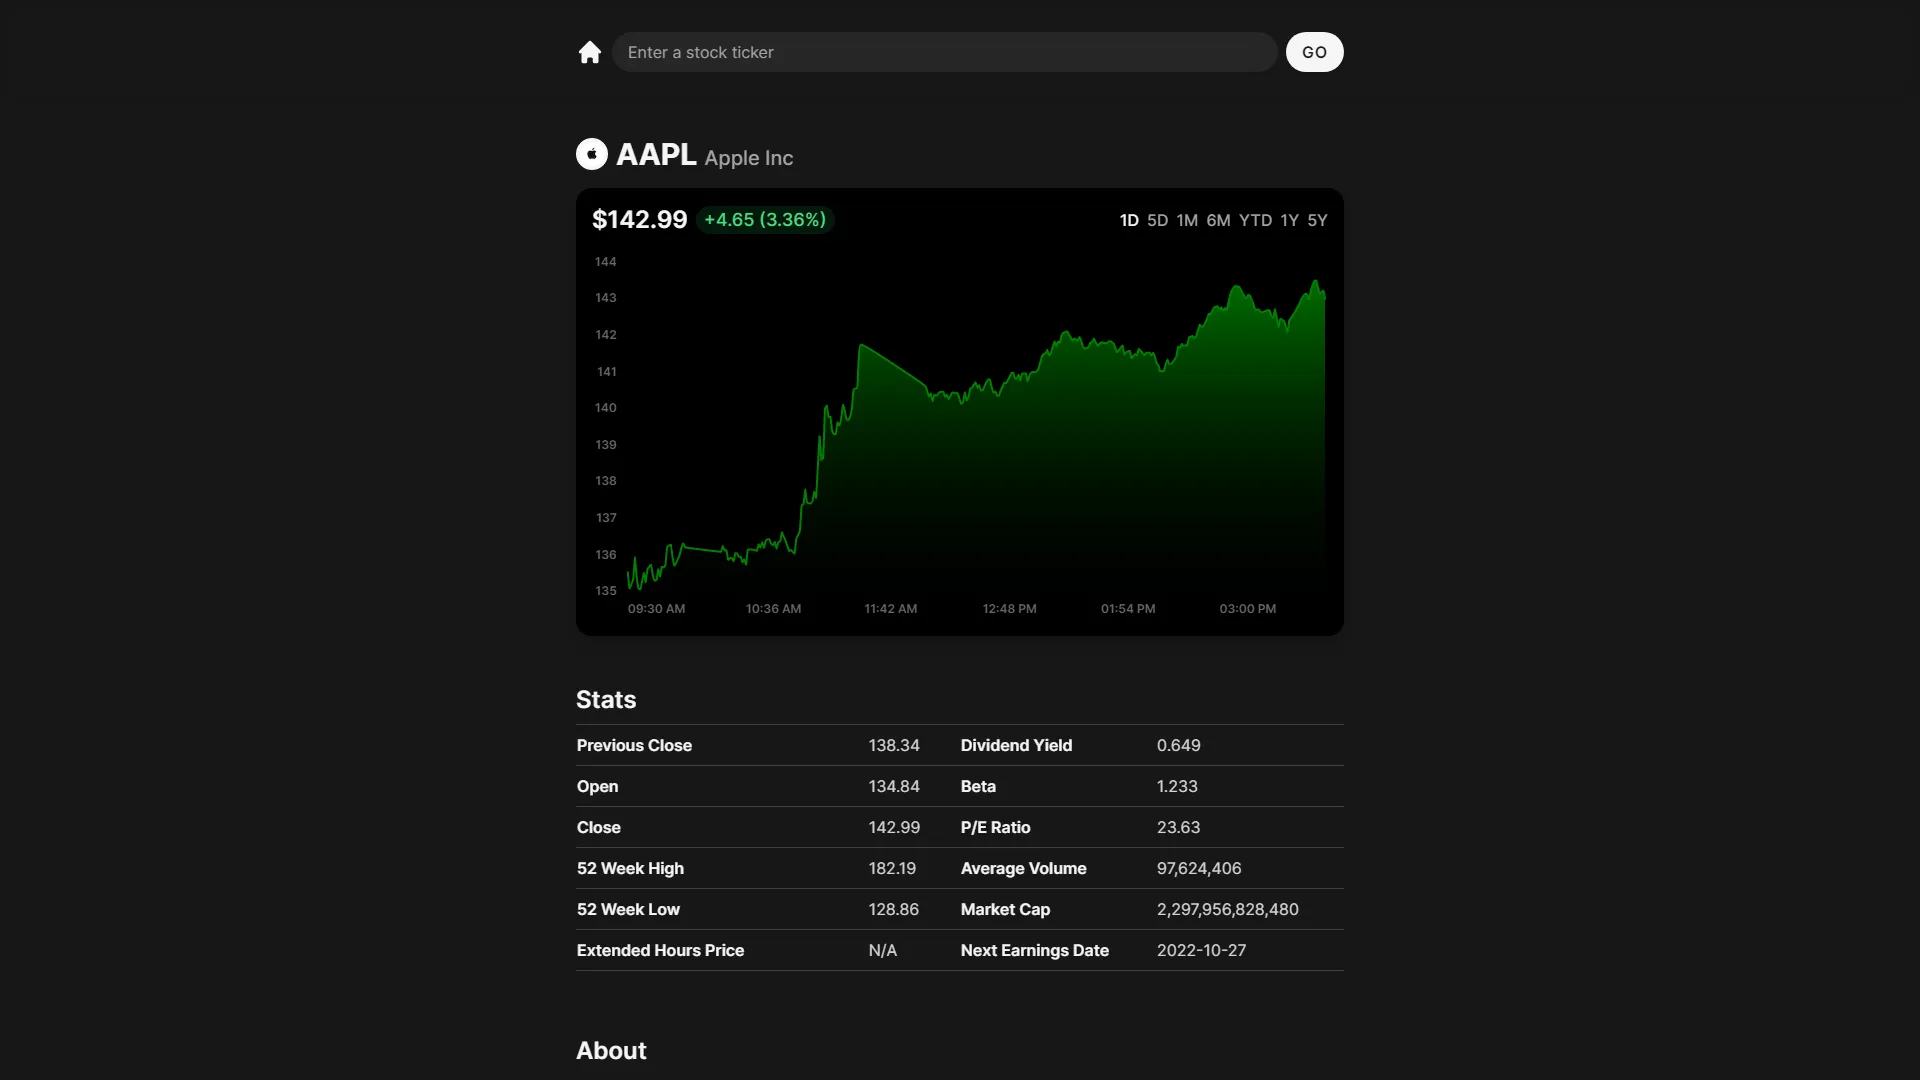 Enter a stock ticker GO
AAPL Apple Inc
$142.99 +4.65 (3.36%) 1D 5D 1M 6M YTD 1Y 5Y
144
143
142
141
140
139
138
137
136
135
09:30 AM 10:36 AM 11:42 AM 12:48 PM 01:54 PM 03:00 PM
Stats
Previous Close 138.34 Dividend Yield 0.649
Open 134.84 Beta 1.233
Close 142.99 P/E Ratio 23.63
52 Week High 182.19 Average Volume 97,624,406
52 Week Low 128.86 Market Cap 2,297,956,828,480
Extended Hours Price N/A Next Earnings Date 2022-10-27
About